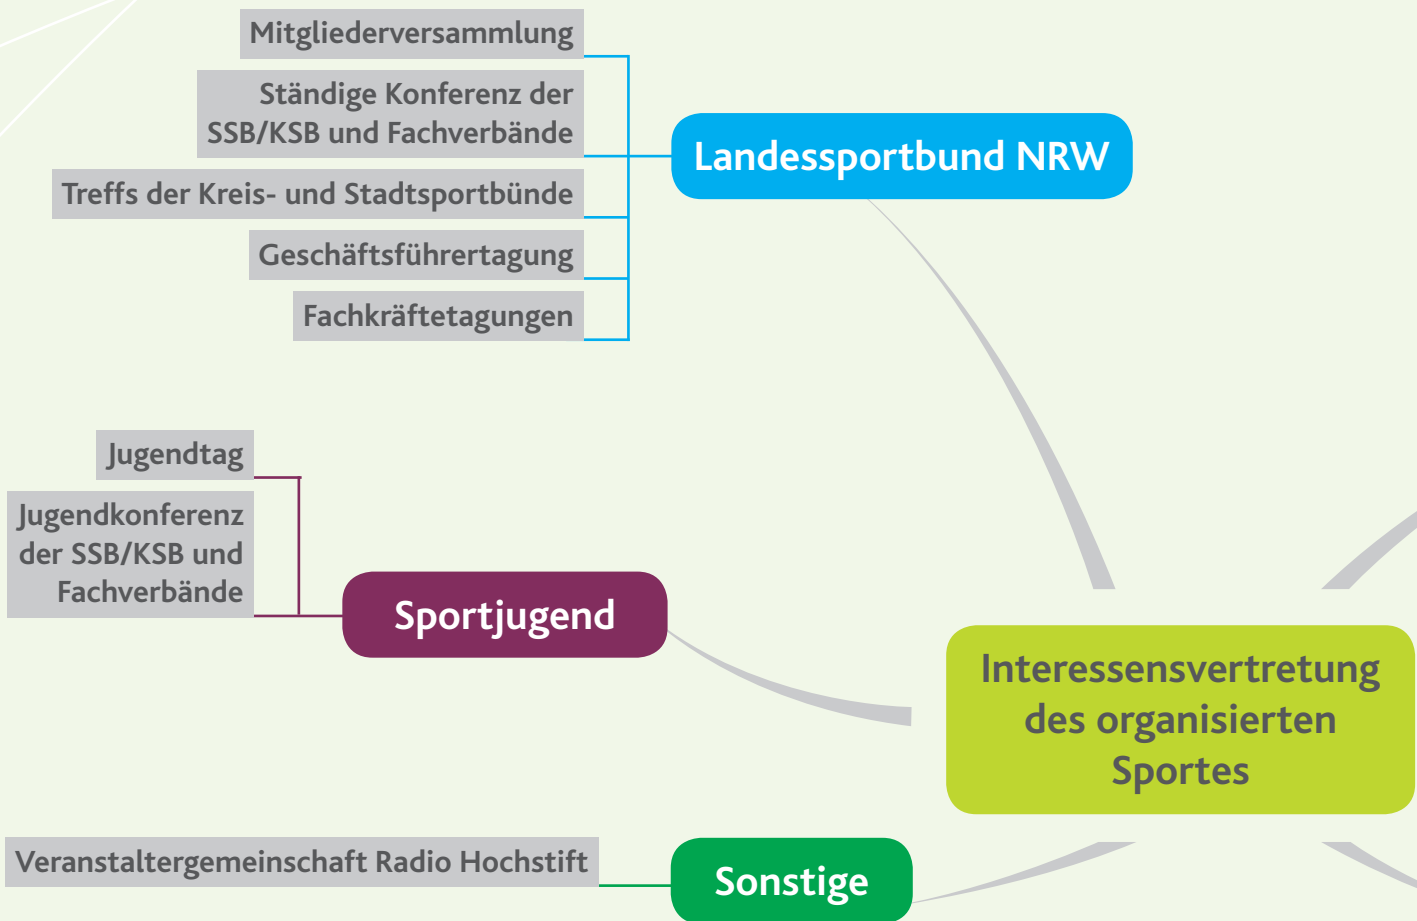 Mitgliederversammlung
Ständige Konferenz der
SSB/KSB und Fachverbände
Treffs der Kreis- und Stadtsportbünde
Geschäftsführertagung
Fachkräftetagungen
Landessportbund NRW
Jugendtag
Jugendkonferenz
der SSB/KSB und
Fachverbände
Sportjugend
Interessensvertretung
des organisierten
Sportes
Veranstaltergemeinschaft Radio Hochstift
Sonstige